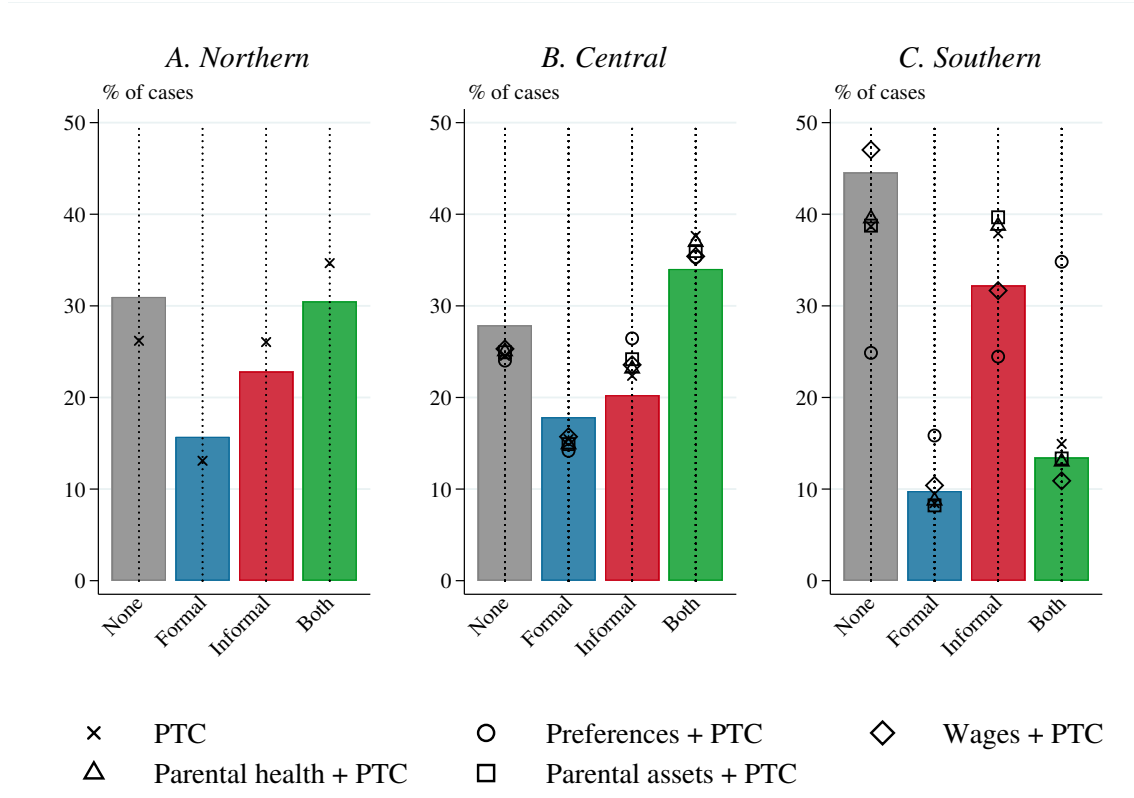 A. Northern
B. Central
C. Southern
% of cases
% of cases
% of cases
50
40
30
20
10
0
None
Formal
Informal
Both
50
40
30
20
10
0
None
Formal
Informal
Both
50
40
30
20
10
0
None
Formal
Informal
Both
PTC
Preferences + PTC
Wages + PTC
Parental health + PTC
Parental assets + PTC